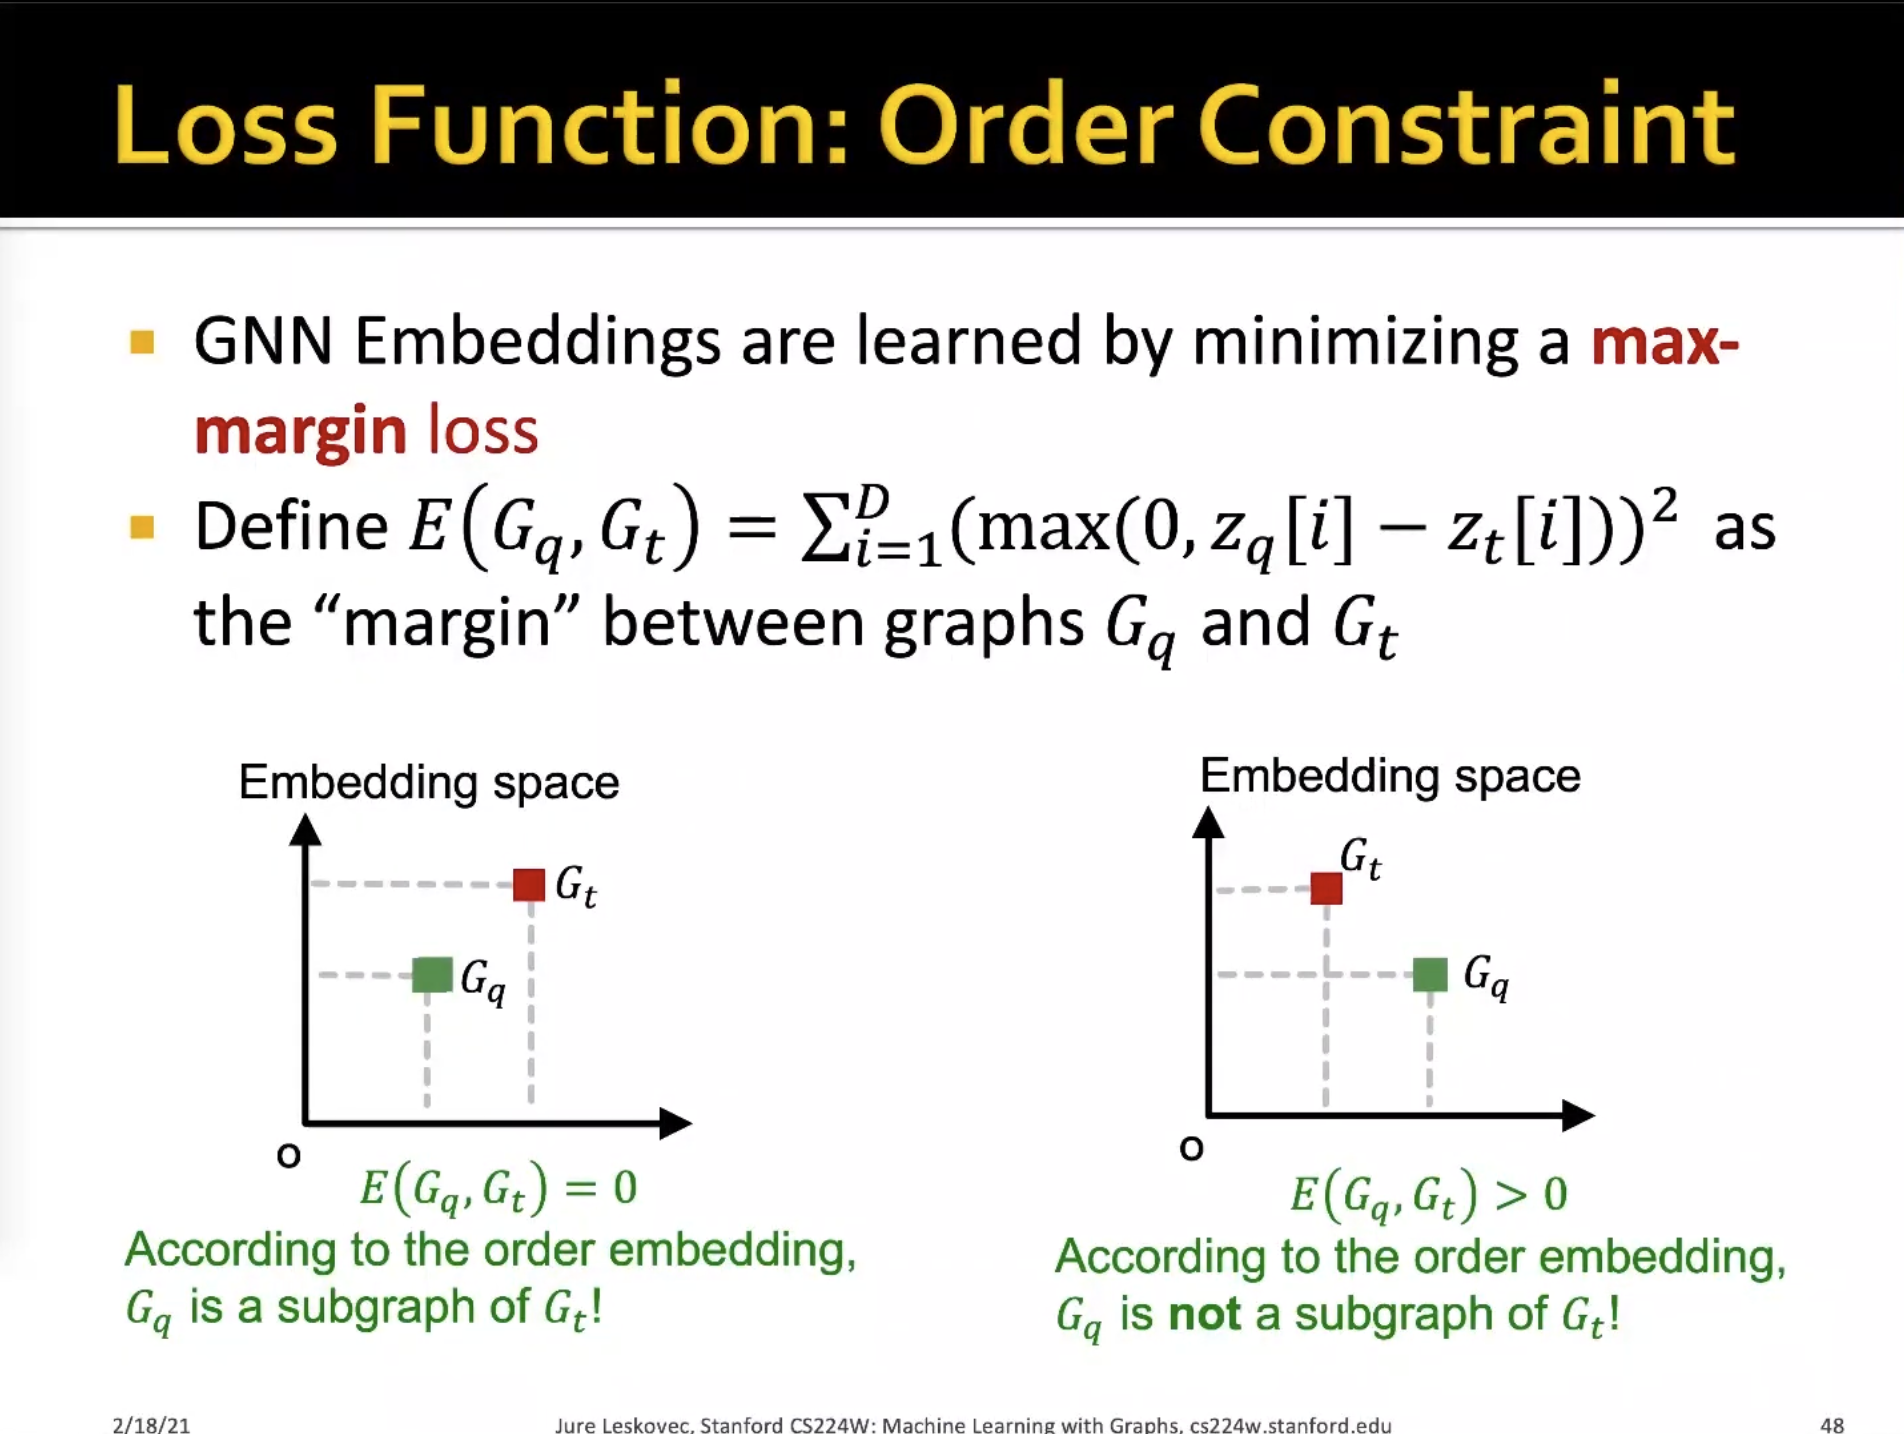 Loss Function: Order Constraint
GNN Embeddings are learned by minimizing a max-
margin loss
Define E(G_q, G_t) = ∑_{i=1}^{D}(max(0, z_q[i] − z_t[i]))² as
the “margin” between graphs G_q and G_t
Embedding space
G_t
G_q
O
E(G_q, G_t) = 0
According to the order embedding,
G_q is a subgraph of G_t!
Embedding space
G_t
G_q
O
E(G_q, G_t) > 0
According to the order embedding,
G_q is not a subgraph of G_t!
2/18/21
Jure Leskovec, Stanford CS224W: Machine Learning with Graphs, cs224w.stanford.edu
48